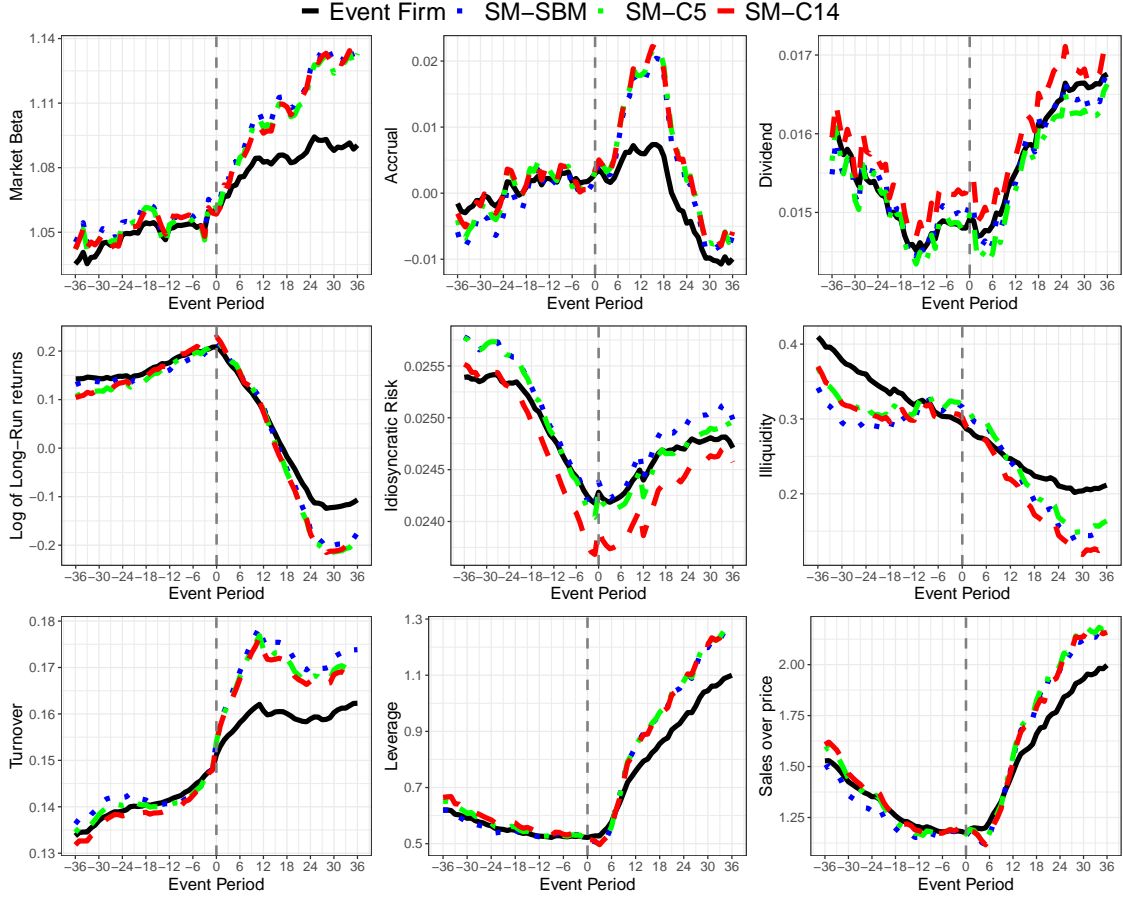 Event Firm SM−SBM SM−C5 SM−C14
Market Beta
1.14
1.11
1.08
1.05
−36−30−24−18−12 −6 0 6 12 18 24 30 36
Event Period
Accrual
0.02
0.01
0.00
−0.01
−36−30−24−18−12 −6 0 6 12 18 24 30 36
Event Period
Dividend
0.017
0.016
0.015
−36−30−24−18−12 −6 0 6 12 18 24 30 36
Event Period
Log of Long−Run returns
0.2
0.1
0.0
−0.1
−0.2
−36−30−24−18−12 −6 0 6 12 18 24 30 36
Event Period
Idiosyncratic Risk
0.0255
0.0250
0.0245
0.0240
−36−30−24−18−12 −6 0 6 12 18 24 30 36
Event Period
Illiquidity
0.4
0.3
0.2
−36−30−24−18−12 −6 0 6 12 18 24 30 36
Event Period
Turnover
0.18
0.17
0.16
0.15
0.14
0.13
−36−30−24−18−12 −6 0 6 12 18 24 30 36
Event Period
Leverage
1.3
1.1
0.9
0.7
0.5
−36−30−24−18−12 −6 0 6 12 18 24 30 36
Event Period
Sales over price
2.00
1.75
1.50
1.25
−36−30−24−18−12 −6 0 6 12 18 24 30 36
Event Period